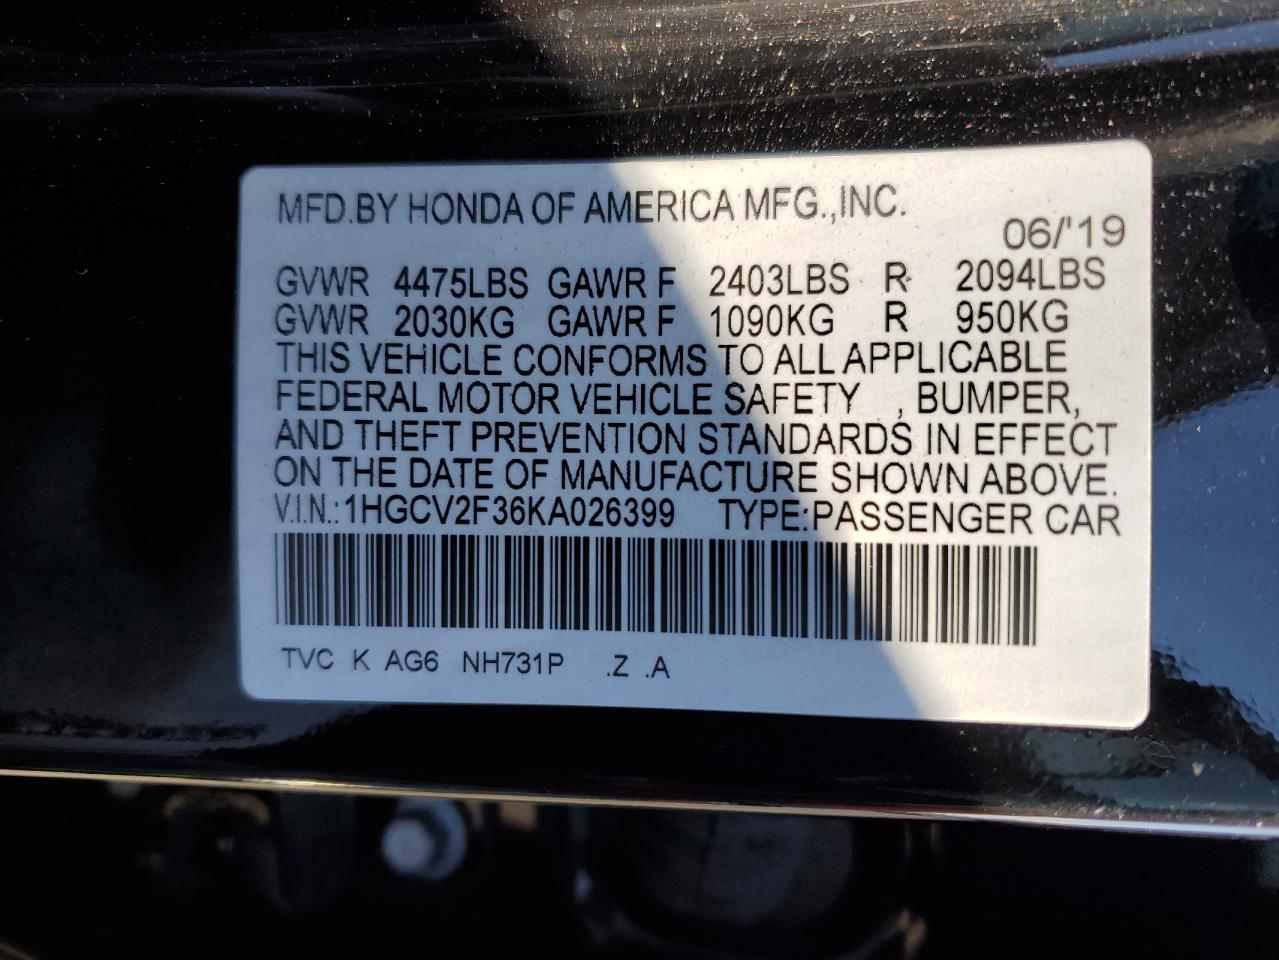 MFD.BY HONDA OF AMERICA MFG.,INC.
06/'19
GVWR 4475LBS GAWR F 2403LBS R 2094LBS
GVWR 2030KG GAWR F 1090KG R 950KG
THIS VEHICLE CONFORMS TO ALL APPLICABLE
FEDERAL MOTOR VEHICLE SAFETY , BUMPER,
AND THEFT PREVENTION STANDARDS IN EFFECT
ON THE DATE OF MANUFACTURE SHOWN ABOVE.
V.I.N.:1HGCV2F36KA026399 TYPE:PASSENGER CAR
TVC K AG6 NH731P .Z .A